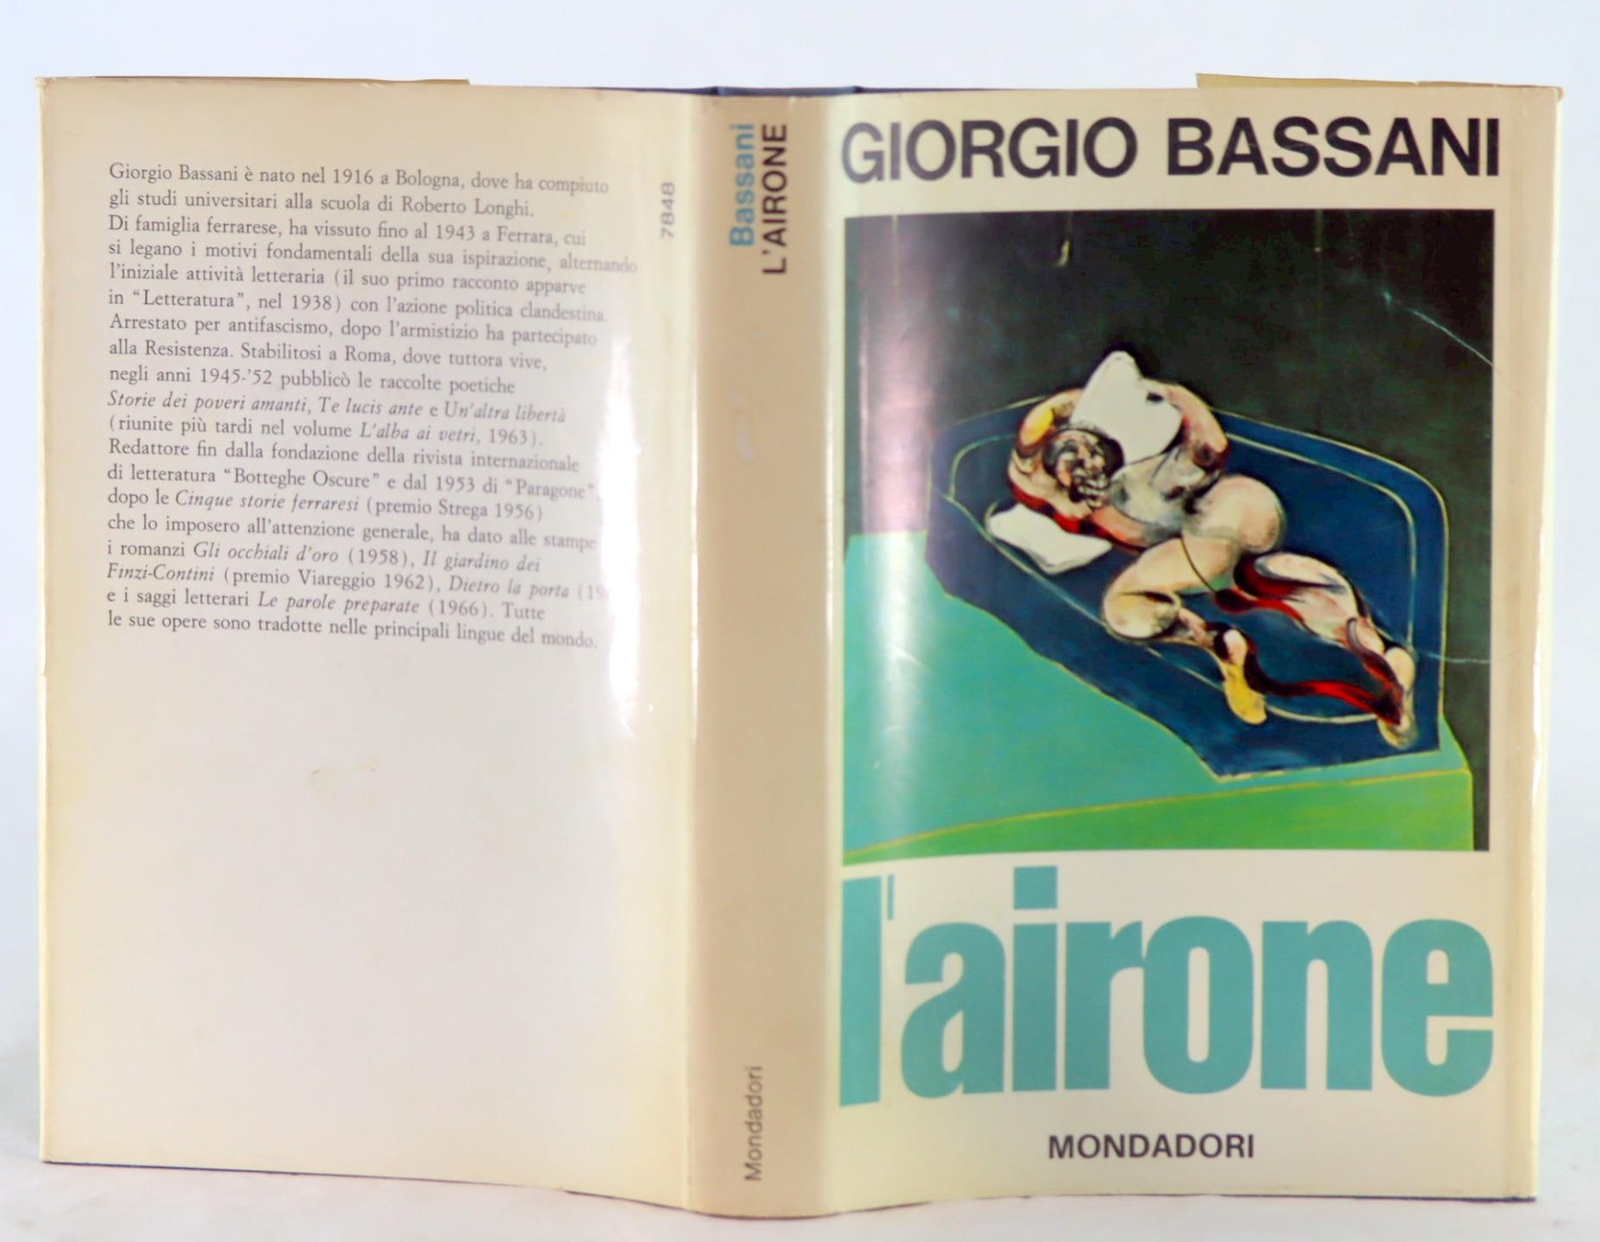 Giorgio Bassani è nato nel 1916 a Bologna, dove ha compiuto
gli studi universitari alla scuola di Roberto Longhi.
Di famiglia ferrarese, ha vissuto fino al 1943 a Ferrara, cui
si legano i motivi fondamentali della sua ispirazione, alternando
l'iniziale attività letteraria (il suo primo racconto apparve
in “Letteratura”, nel 1938) con l'azione politica clandestina.
Arrestato per antifascismo, dopo l'armistizio ha partecipato
alla Resistenza. Stabilitosi a Roma, dove tuttora vive,
negli anni 1945-'52 pubblicò le raccolte poetiche
Storie dei poveri amanti, Te lucis ante e Un'altra libertà
(riunite più tardi nel volume L'alba ai vetri, 1963).
Redattore fin dalla fondazione della rivista internazionale
di letteratura “Botteghe Oscure” e dal 1953 di “Paragone”,
dopo le Cinque storie ferraresi (premio Strega 1956)
che lo imposero all'attenzione generale, ha dato alle stampe
i romanzi Gli occhiali d'oro (1958), Il giardino dei
Finzi-Contini (premio Viareggio 1962), Dietro la porta
e i saggi letterari Le parole preparate (1966). Tutte
le sue opere sono tradotte nelle principali lingue del mondo.
7848
Bassani
L'AIRONE
Mondadori
GIORGIO BASSANI
l'airone
MONDADORI